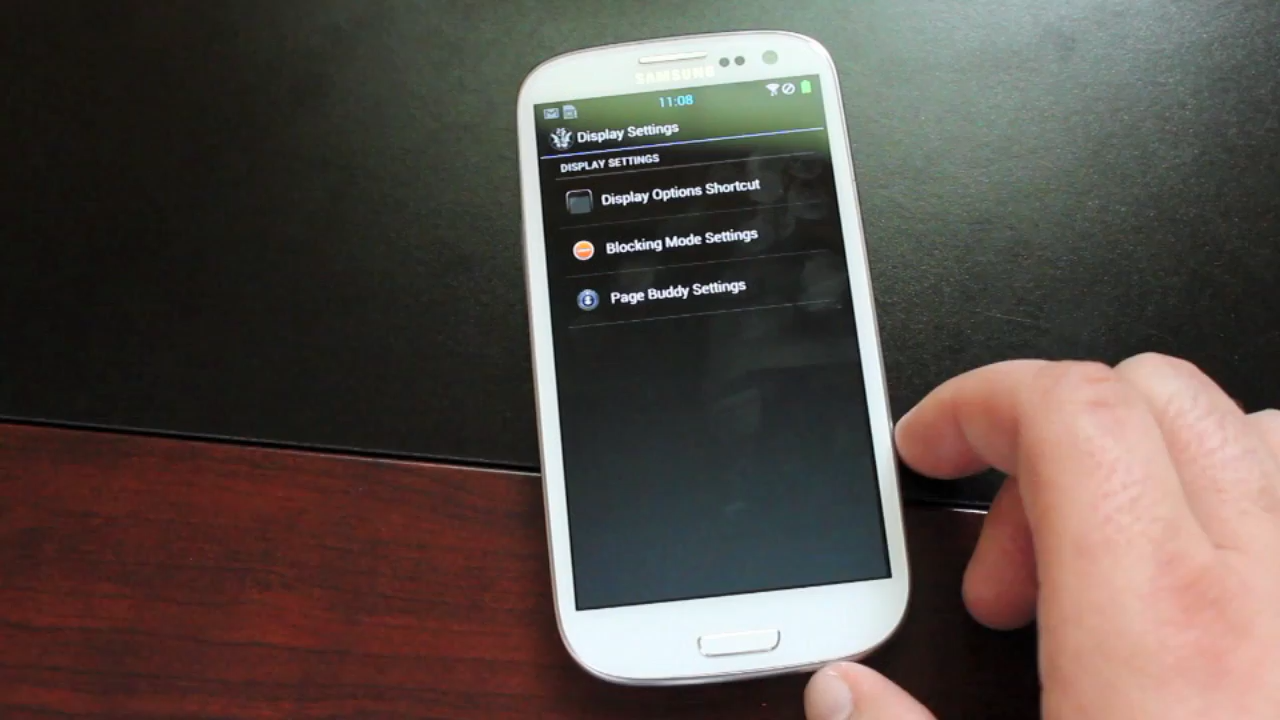 SAMSUNG
11:08
Display Settings
DISPLAY SETTINGS
Display Options Shortcut
Blocking Mode Settings
Page Buddy Settings